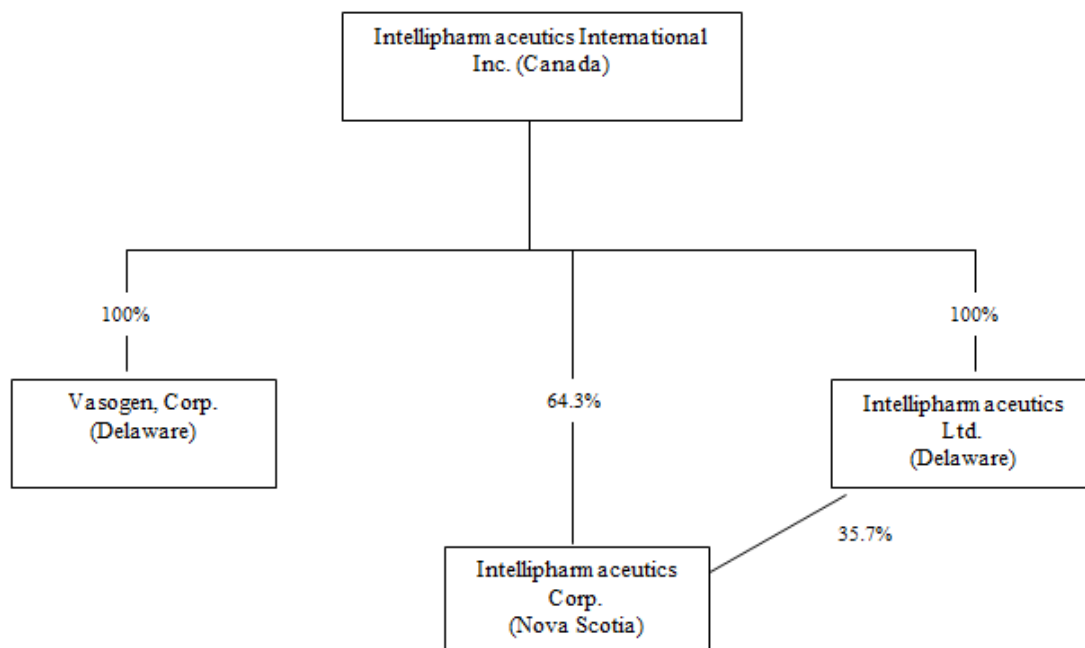 Intellipharmaceutics International
Inc. (Canada)
100%
100%
Vasogen, Corp.
(Delaware)
64.3%
Intellipharmaceutics
Ltd.
(Delaware)
35.7%
Intellipharmaceutics
Corp.
(Nova Scotia)